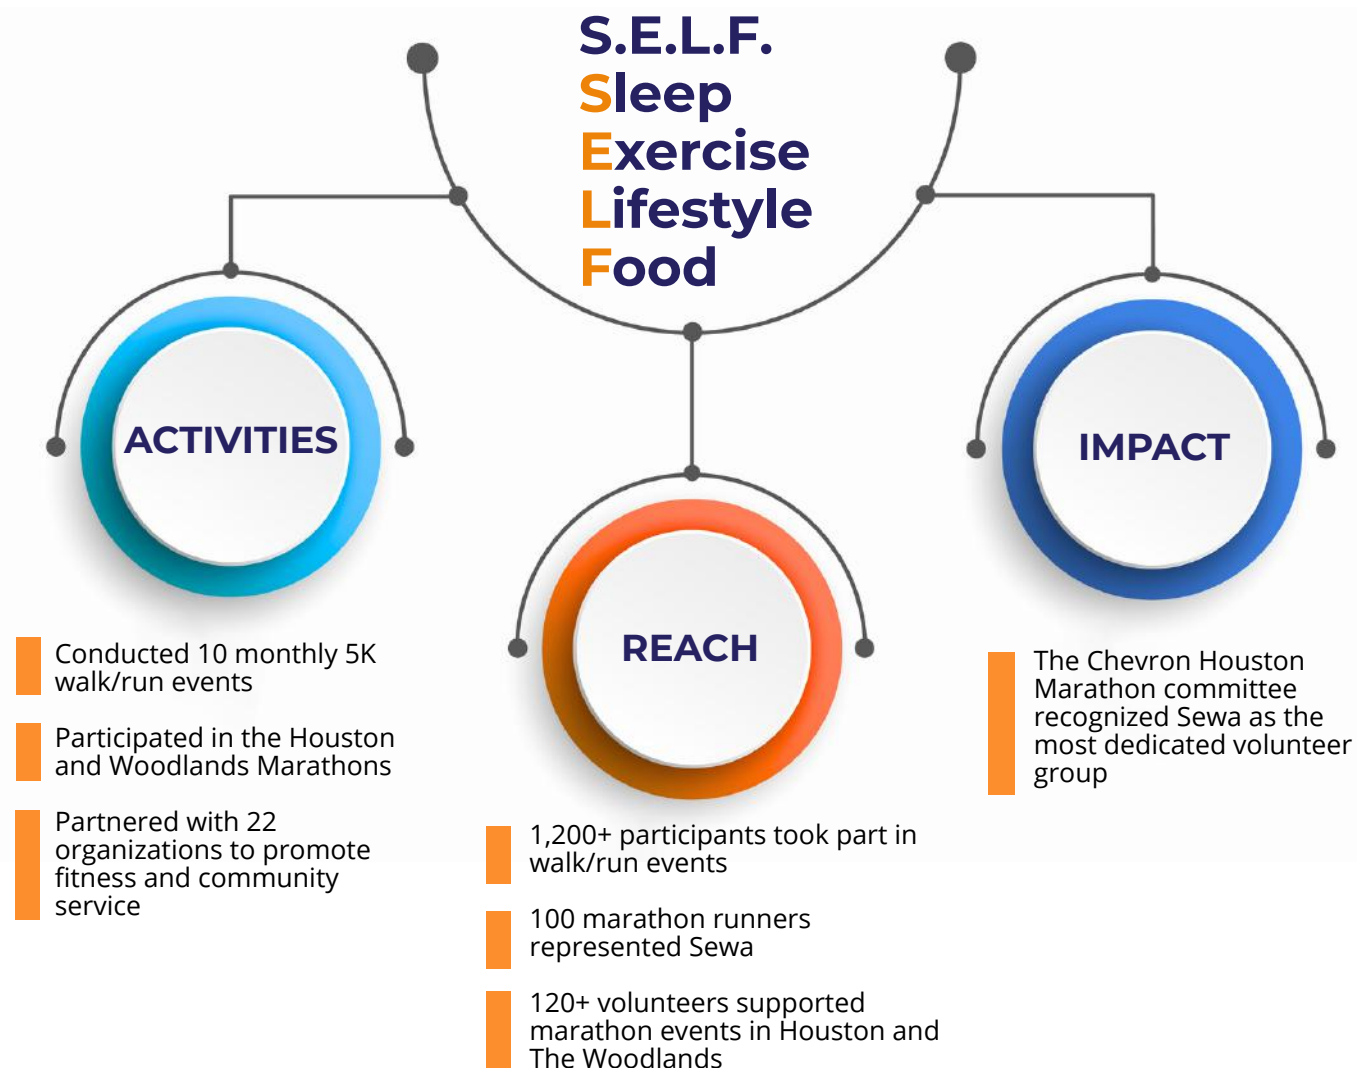 S.E.L.F.
Sleep
Exercise
Lifestyle
Food
ACTIVITIES
Conducted 10 monthly 5K
walk/run events
Participated in the Houston
and Woodlands Marathons
Partnered with 22
organizations to promote
fitness and community
service
REACH
1,200+ participants took part in
walk/run events
100 marathon runners
represented Sewa
120+ volunteers supported
marathon events in Houston and
The Woodlands
IMPACT
The Chevron Houston
Marathon committee
recognized Sewa as the
most dedicated volunteer
group